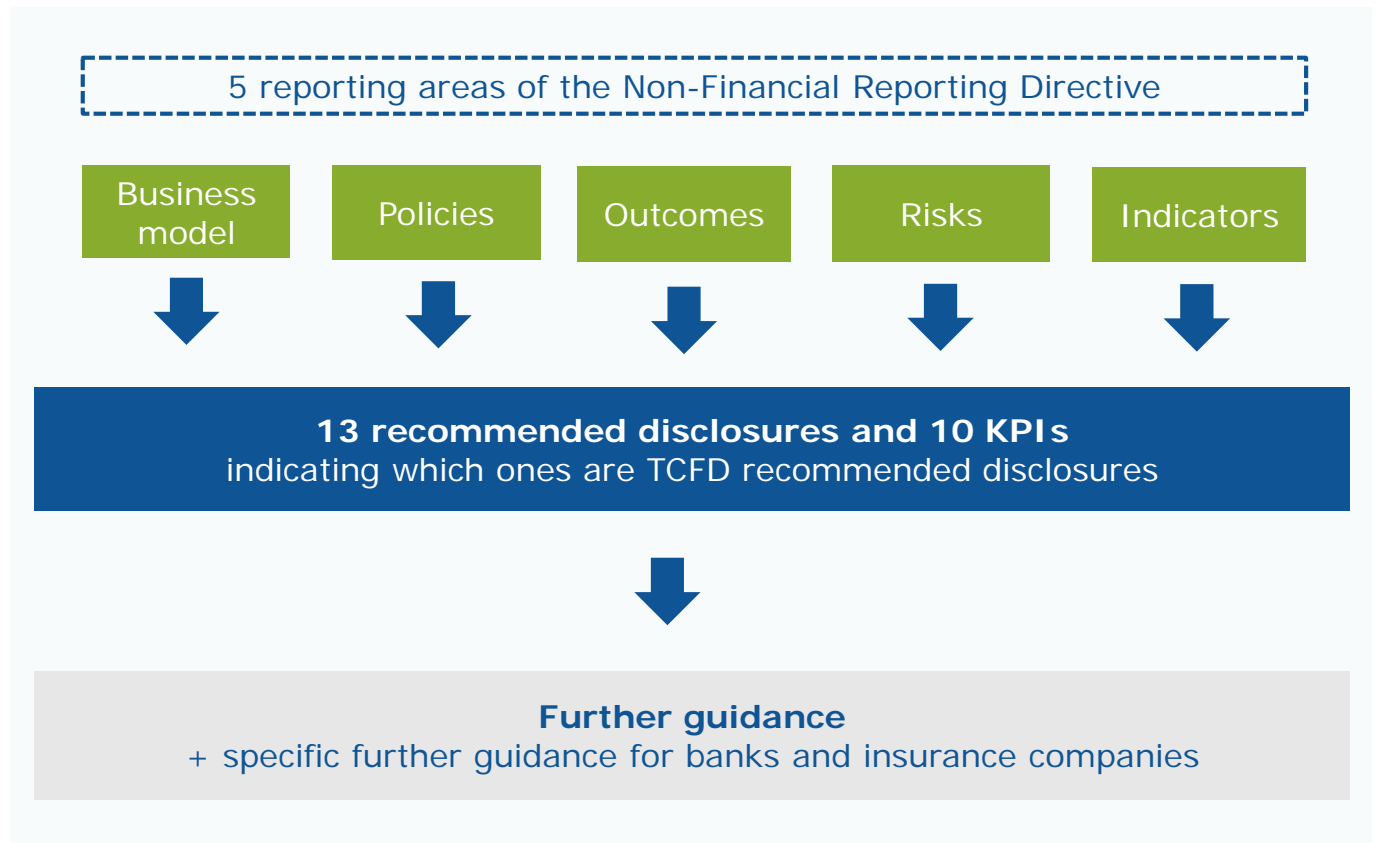 5 reporting areas of the Non-Financial Reporting Directive
Business
model
Policies
Outcomes
Risks
Indicators
13 recommended disclosures and 10 KPIs
indicating which ones are TCFD recommended disclosures
Further guidance
+ specific further guidance for banks and insurance companies